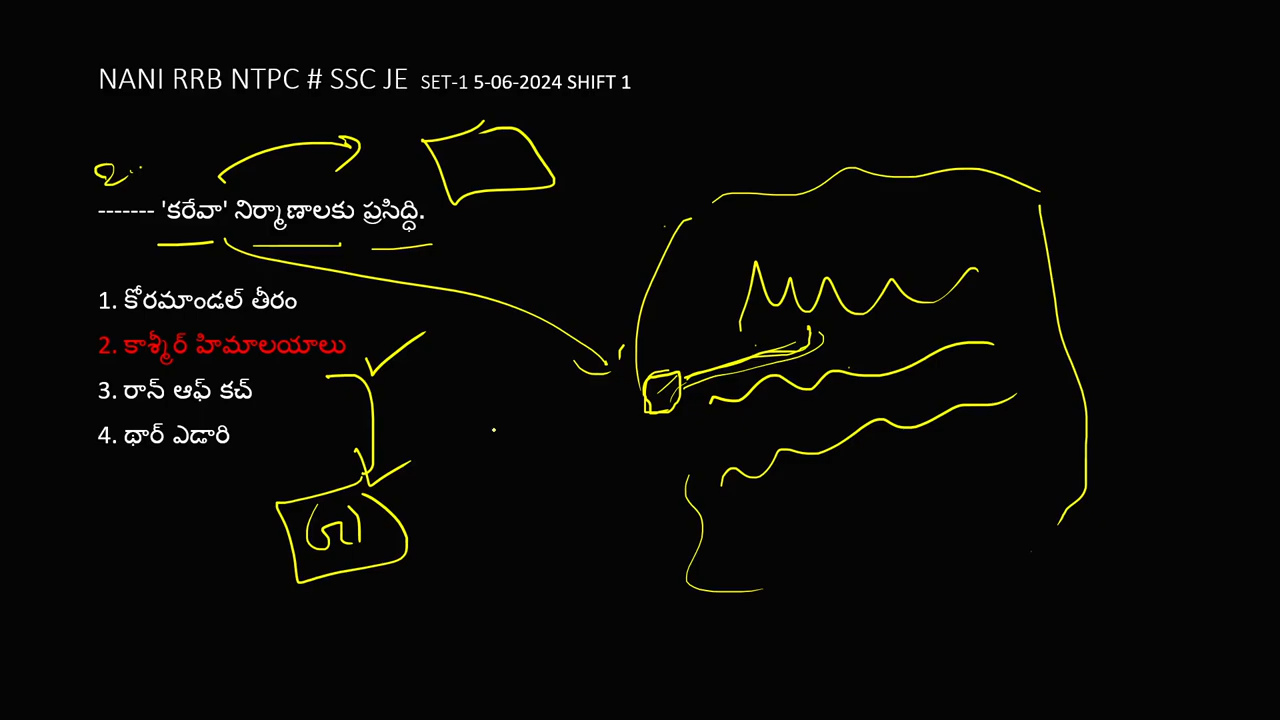 NANI RRB NTPC # SSC JE SET-1 5-06-2024 SHIFT 1
------- 'కరేవా' నిర్మాణాలకు ప్రసిద్ధి.
1. కోరమాండల్ తీరం
2. కాశ్మీర్ హిమాలయాలు
3. రాన్ ఆఫ్ కచ్
4. థార్ ఎడారి